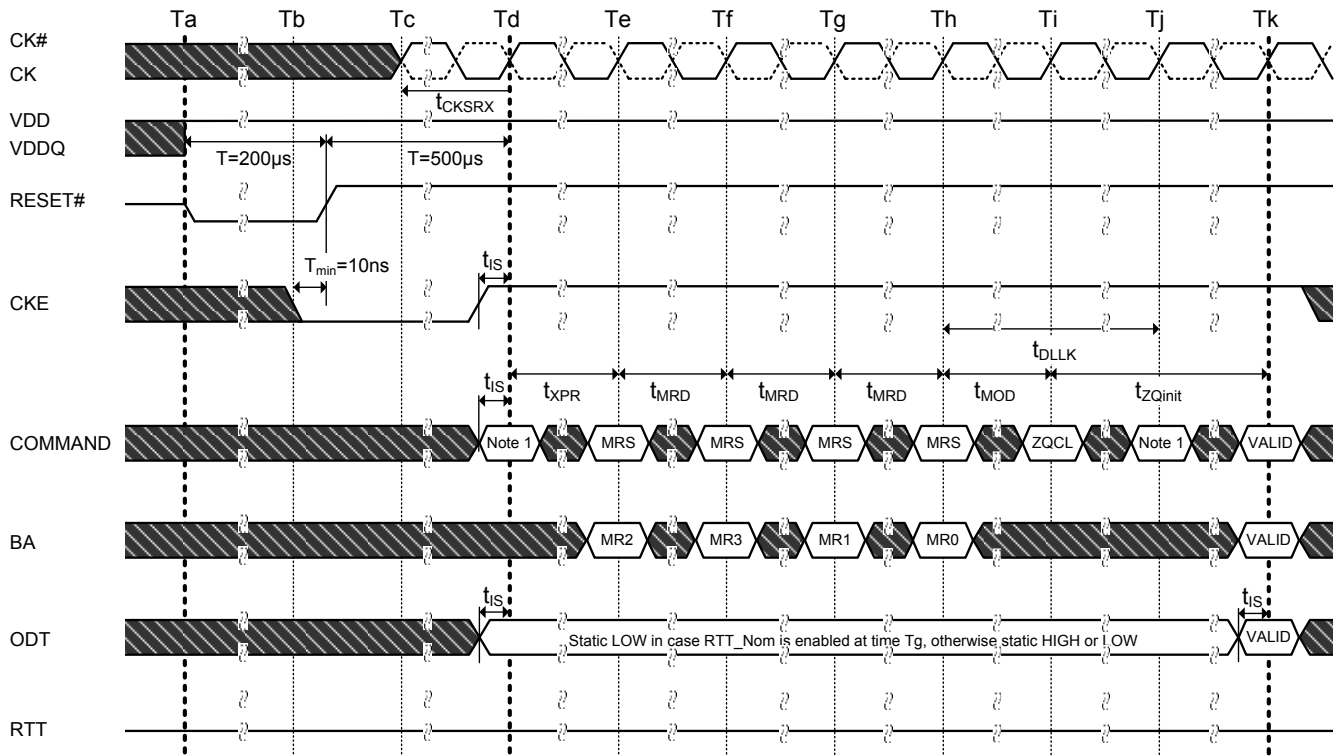 Ta Tb Tc Td Te Tf Tg Th Ti Tj Tk
CK#
CK
tCKSRX
VDD
VDDQ
T=200µs T=500µs
RESET#
Tmin=10ns
tIS
CKE
tDLLK
tIS tXPR tMRD tMRD tMRD tMOD tZQinit
COMMAND Note 1 MRS MRS MRS MRS ZQCL Note 1 VALID
BA MR2 MR3 MR1 MR0 VALID
tIS tIS
ODT Static LOW in case RTT_Nom is enabled at time Tg, otherwise static HIGH or LOW VALID
RTT